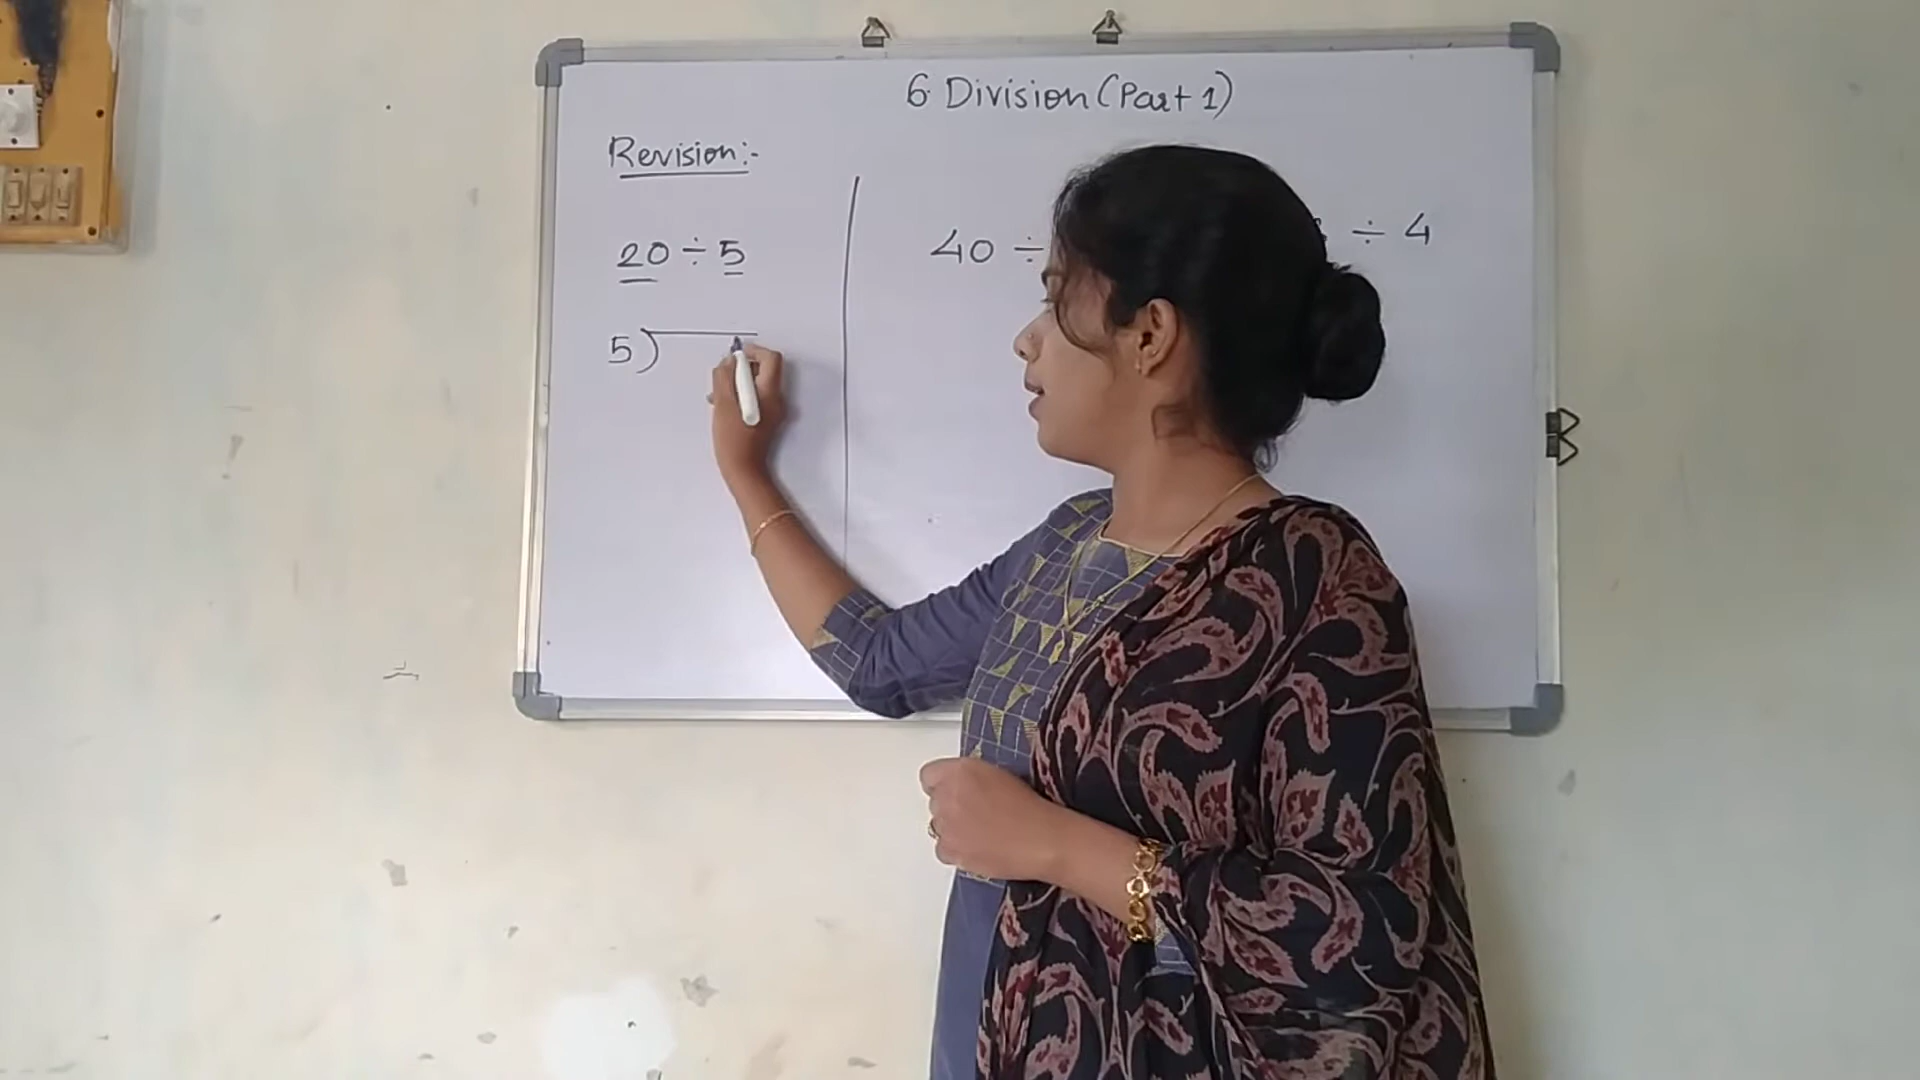 6 Division (Part 1)
Revision:-
20 ÷ 5
5)
40 ÷
÷ 4